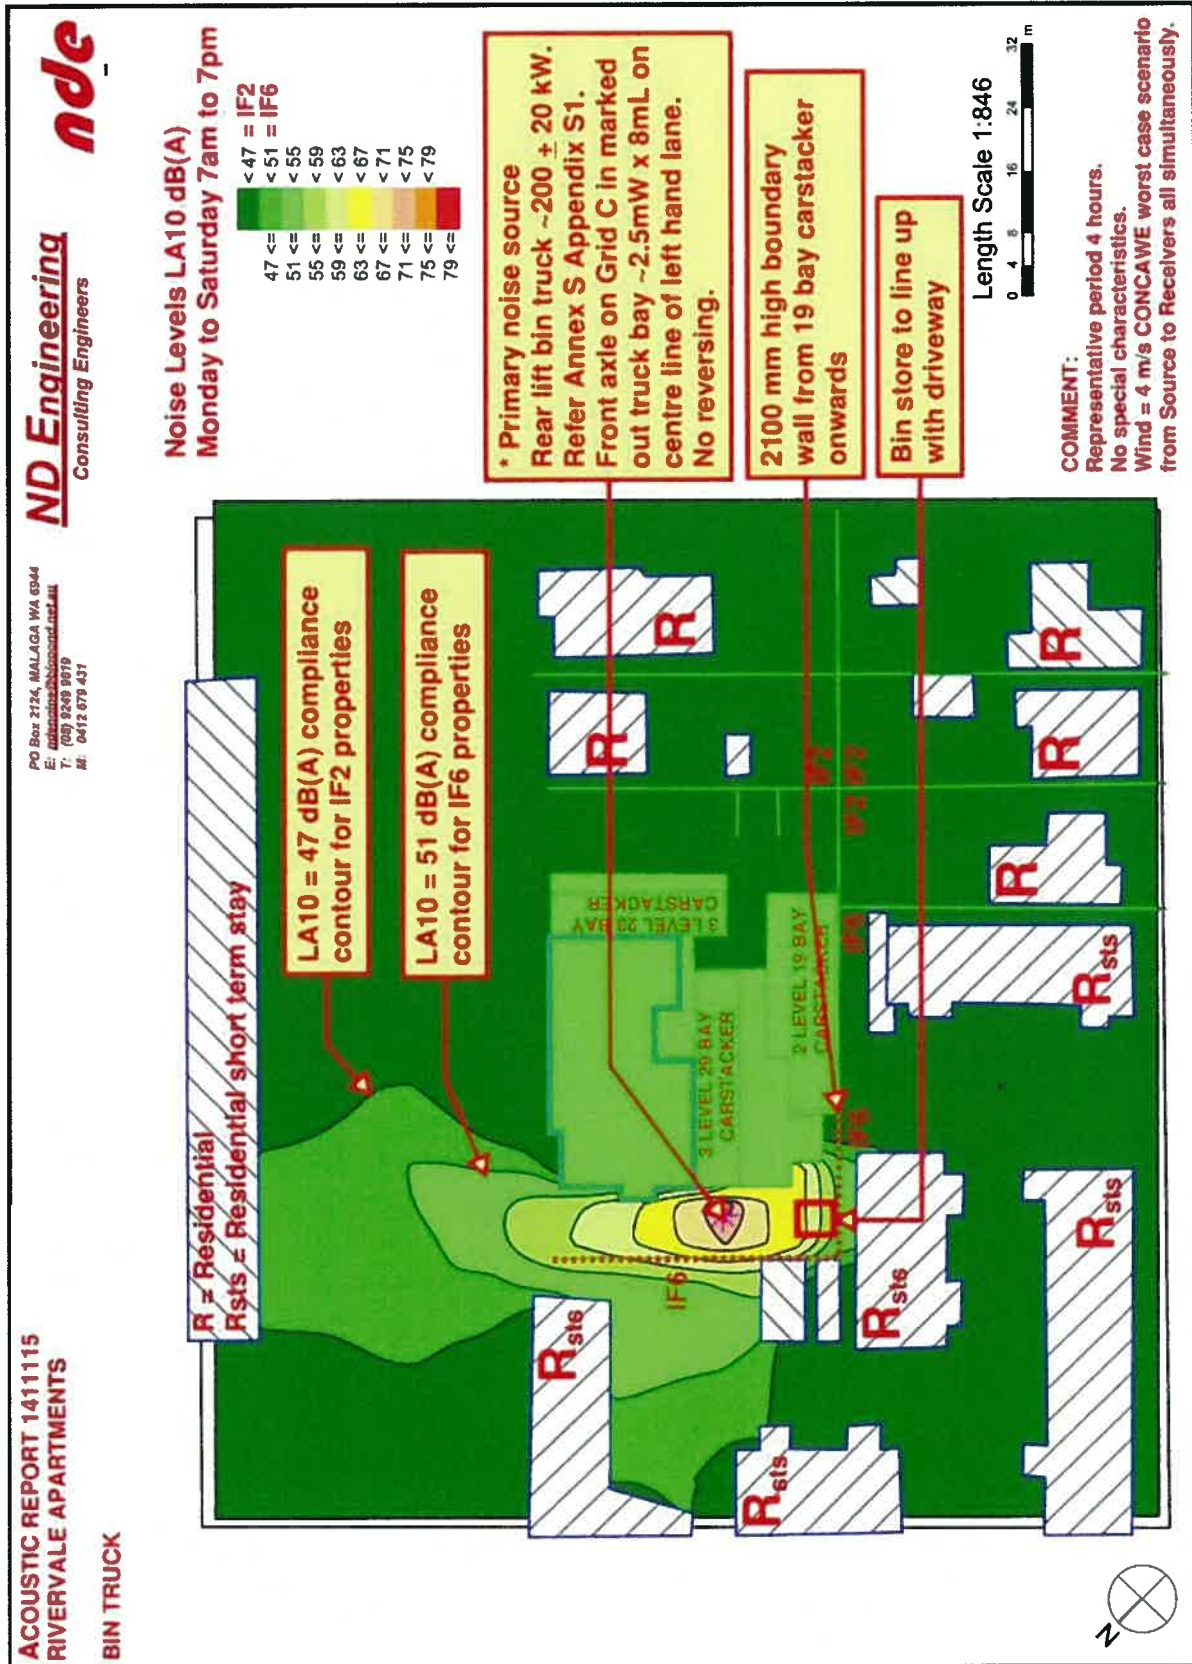 ACOUSTIC REPORT 1411115
RIVERVALE APARTMENTS
BIN TRUCK
PO Box 2124, MALAGA WA 6944
T: (08) 9249 9019
M: 0412 679 431
ND Engineering
Consulting Engineers
nde
Noise Levels LA10 dB(A)
Monday to Saturday 7am to 7pm
< 47 = IF2
47 <= < 51 = IF6
51 <= < 55
55 <= < 59
59 <= < 63
63 <= < 67
67 <= < 71
71 <= < 75
75 <= < 79
79 <=
R = Residential
Rsts = Residential short term stay
LA10 = 47 dB(A) compliance
contour for IF2 properties
LA10 = 51 dB(A) compliance
contour for IF6 properties
* Primary noise source
Rear lift bin truck ~200 ± 20 kW.
Refer Annex S Appendix S1.
Front axle on Grid C in marked
out truck bay ~2.5mW x 8mL on
centre line of left hand lane.
No reversing.
2100 mm high boundary
wall from 19 bay carstacker
onwards
Bin store to line up
with driveway
Rsts
IF6
R
R
3 LEVEL 23 BAY
CARSTACKER
3 LEVEL 29 BAY
CARSTACKER
2 LEVEL 19 BAY
CARSTACKER
IF2
IF2 IF2
IF6
IF6
Rsts
Rsts
Rsts
Rsts
R
R
R
Length Scale 1:846
0 4 8 16 24 32
m
COMMENT:
Representative period 4 hours.
No special characteristics.
Wind = 4 m/s CONCAWE worst case scenario
from Source to Receivers all simultaneously.
N